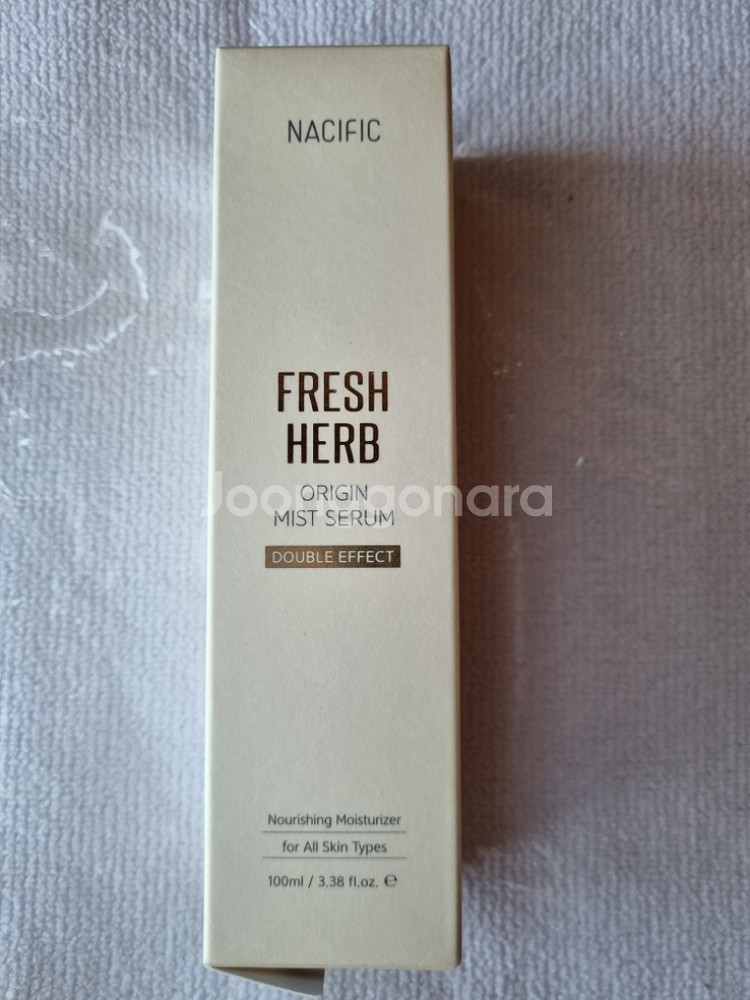 NACIFIC
FRESH
HERB
ORIGIN
MIST SERUM
DOUBLE EFFECT
Joonggonara
Nourishing Moisturizer
for All Skin Types
100ml / 3.38 fl.oz. ℮